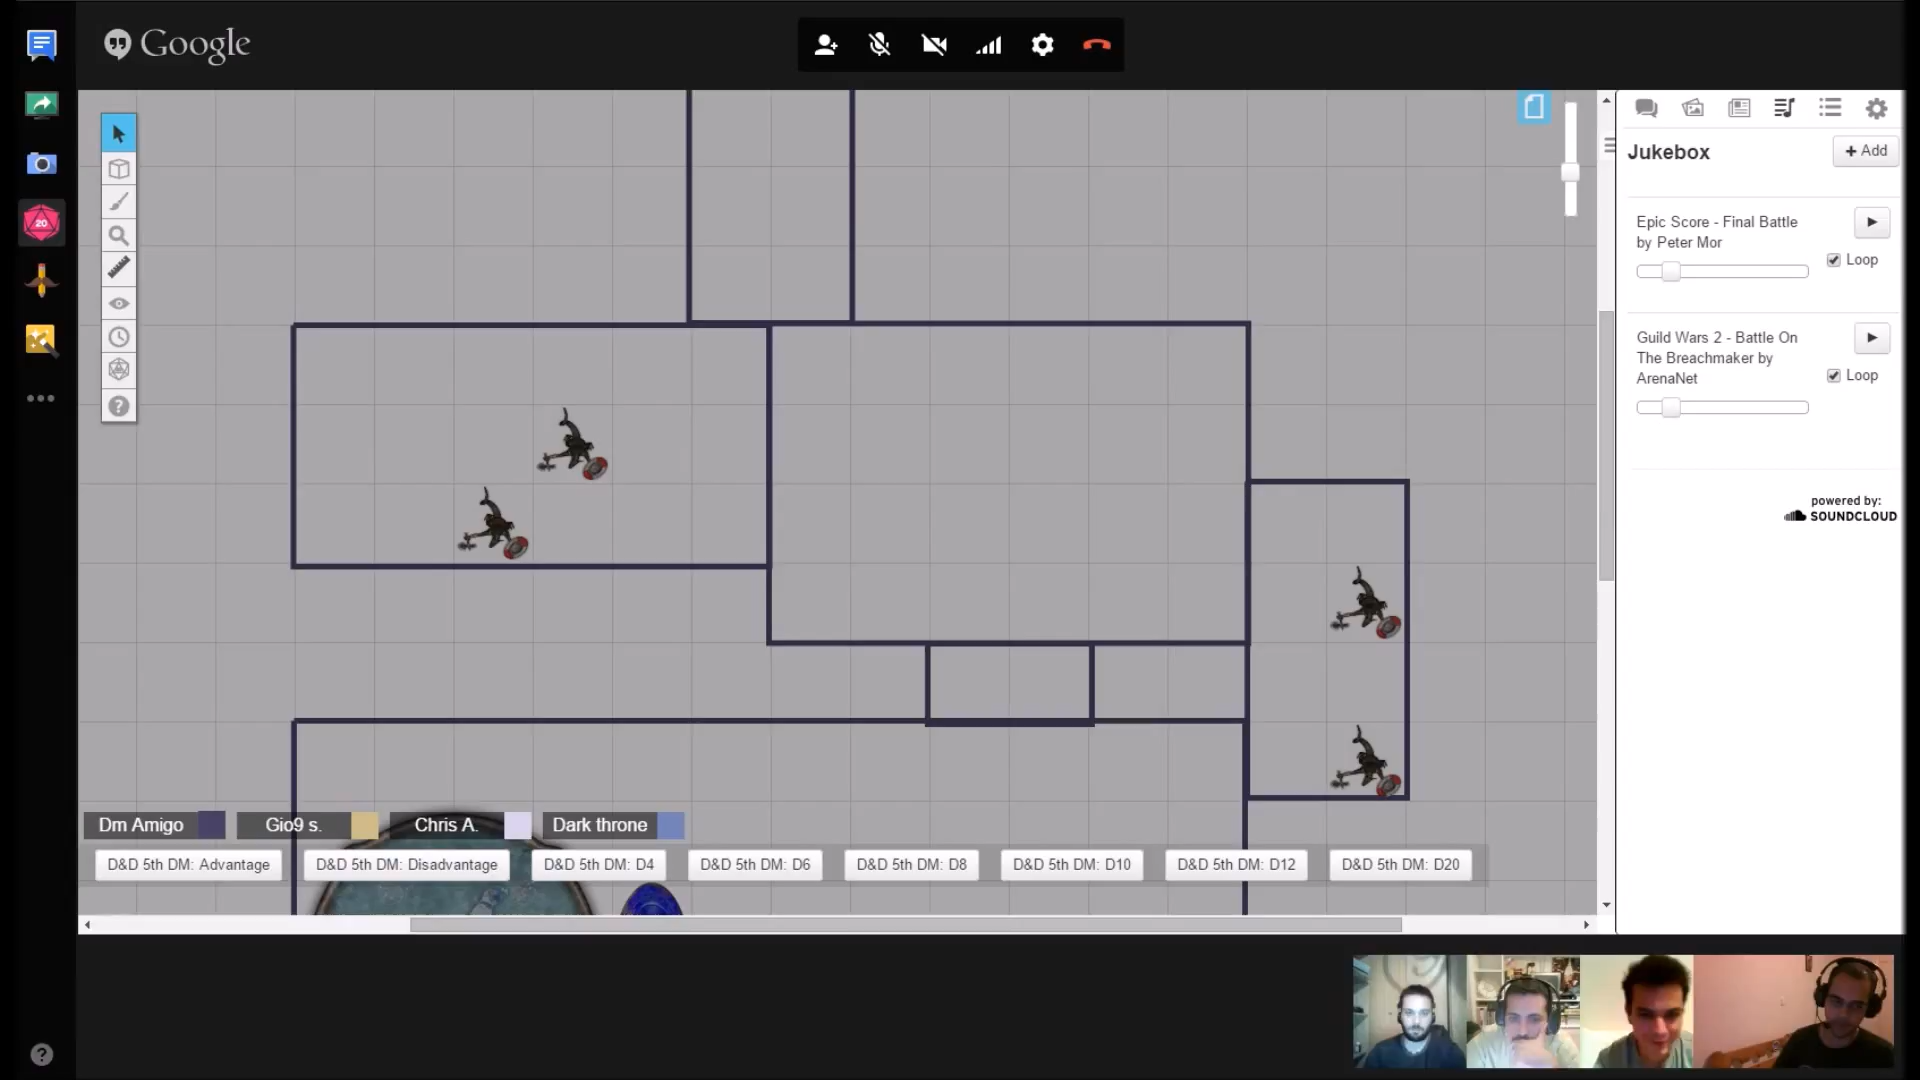 Google
20
Jukebox
+ Add
Epic Score - Final Battle
by Peter Mor
Loop
Guild Wars 2 - Battle On
The Breachmaker by
ArenaNet
Loop
powered by:
SOUNDCLOUD
?
Dm Amigo
Gio9 s.
Chris A.
Dark throne
D&D 5th DM: Advantage
D&D 5th DM: Disadvantage
D&D 5th DM: D4
D&D 5th DM: D6
D&D 5th DM: D8
D&D 5th DM: D10
D&D 5th DM: D12
D&D 5th DM: D20
?